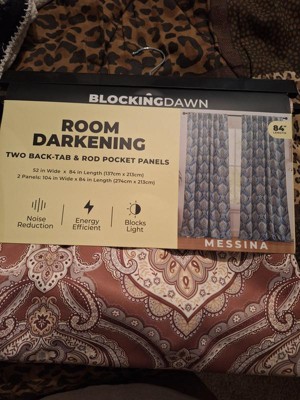 BLOCKINGDAWN
ROOM
DARKENING
TWO BACK-TAB & ROD POCKET PANELS
52 in Wide x 84 in Length (137cm x 213cm)
2 Panels: 104 in Wide x 84 in Length (274cm x 213cm)
Noise
Reduction
Energy
Efficient
Blocks
Light
84"
LENGTH
MESSINA